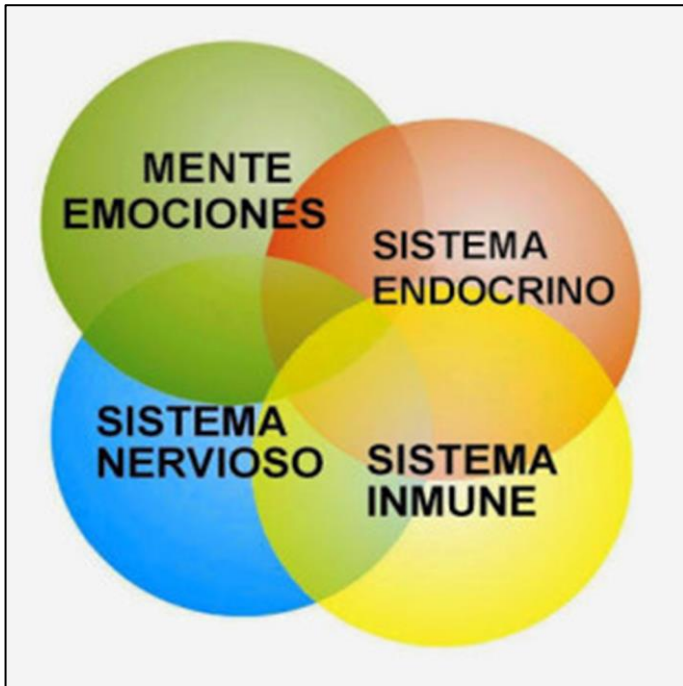 MENTE
EMOCIONES
SISTEMA
ENDOCRINO
SISTEMA
NERVIOSO
SISTEMA
INMUNE